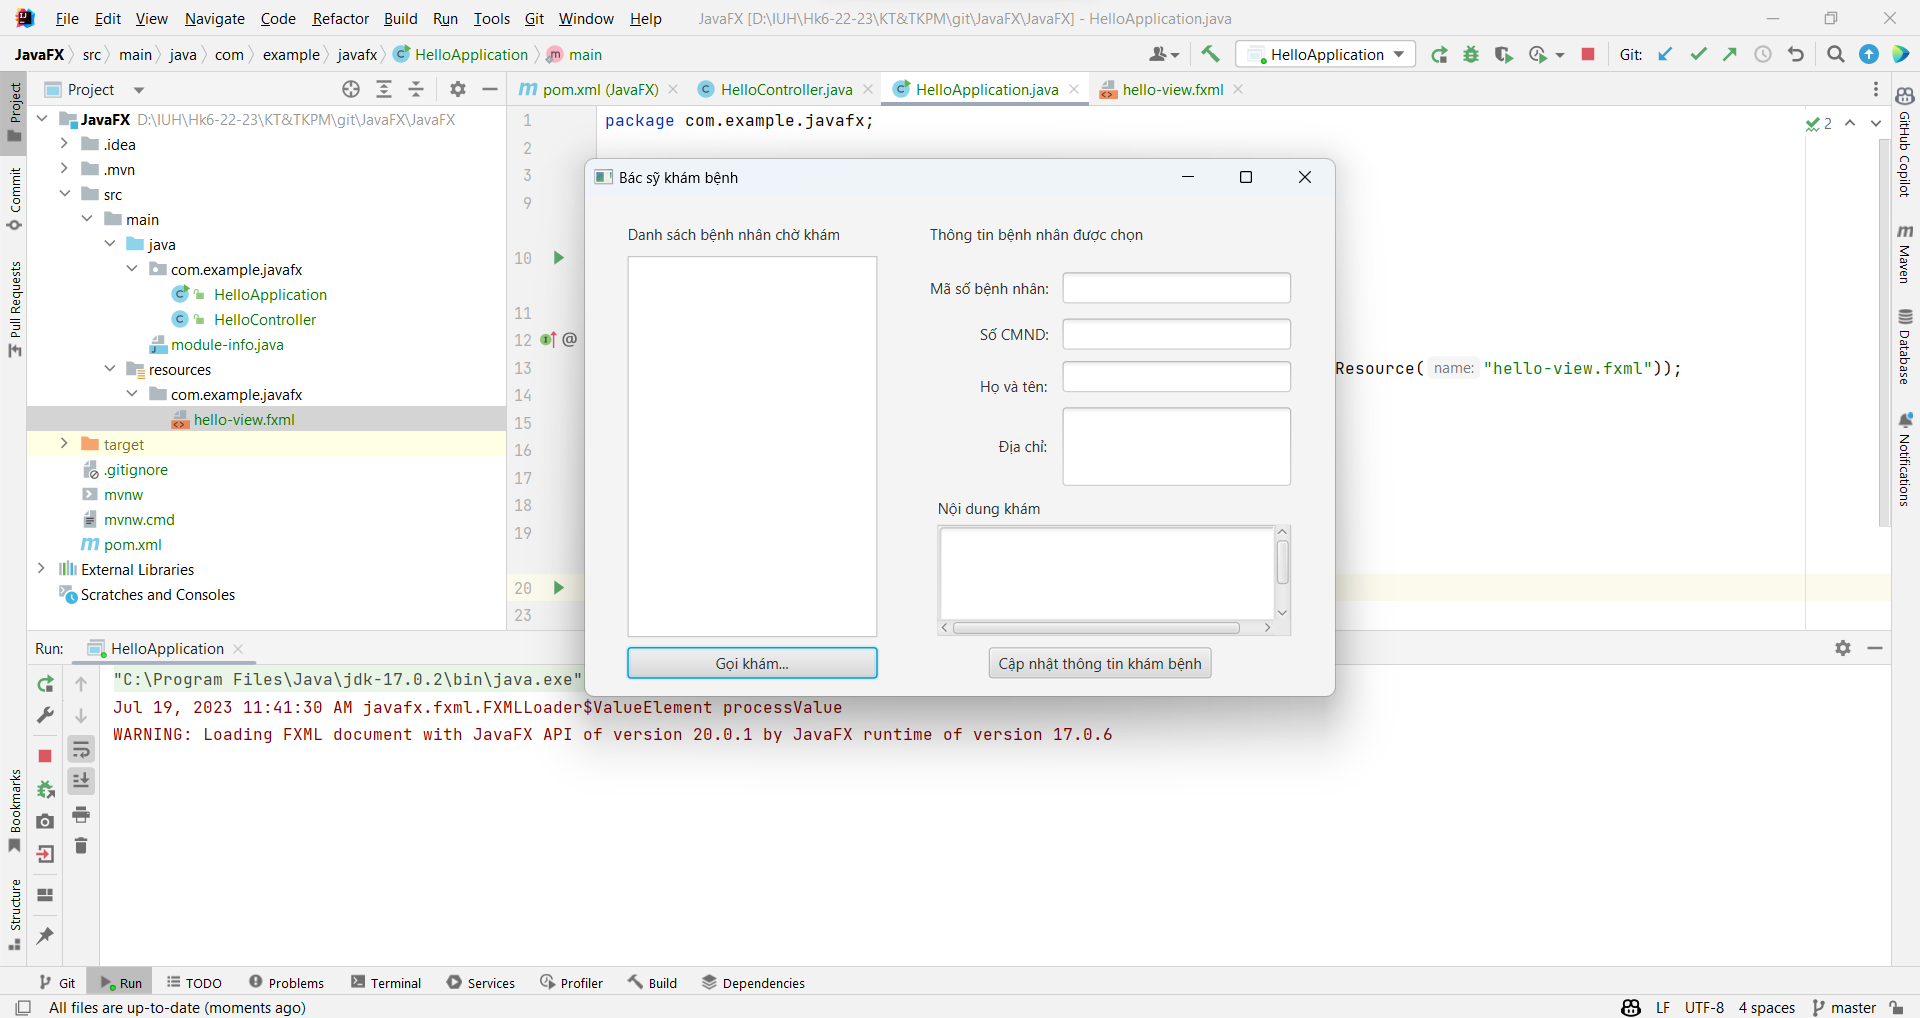 File Edit View Navigate Code Refactor Build Run Tools Git Window Help JavaFX [D:\IUH\Hk6-22-23\KT&TKPM\git\JavaFX\JavaFX] - HelloApplication.java
JavaFX src main java com example javafx HelloApplication main HelloApplication Git:
Project
pom.xml (JavaFX) HelloController.java HelloApplication.java hello-view.fxml
JavaFX D:\IUH\Hk6-22-23\KT&TKPM\git\JavaFX\JavaFX
.idea
.mvn
src
main
java
com.example.javafx
HelloApplication
HelloController
module-info.java
resources
com.example.javafx
hello-view.fxml
target
.gitignore
mvnw
mvnw.cmd
pom.xml
External Libraries
Scratches and Consoles
Project
Commit
Pull Requests
Bookmarks
Structure
1 package com.example.javafx;
2
3
9
10
11
12 @
13 Resource( name: "hello-view.fxml"));
14
15
16
17
18
19
20
23
2
GitHub Copilot
Maven
Database
Notifications
Bác sỹ khám bệnh
Danh sách bệnh nhân chờ khám
Gọi khám...
Thông tin bệnh nhân được chọn
Mã số bệnh nhân:
Số CMND:
Họ và tên:
Địa chỉ:
Nội dung khám
Cập nhật thông tin khám bệnh
Run: HelloApplication
"C:\Program Files\Java\jdk-17.0.2\bin\java.exe"
Jul 19, 2023 11:41:30 AM javafx.fxml.FXMLLoader$ValueElement processValue
WARNING: Loading FXML document with JavaFX API of version 20.0.1 by JavaFX runtime of version 17.0.6
Git Run TODO Problems Terminal Services Profiler Build Dependencies
All files are up-to-date (moments ago) LF UTF-8 4 spaces master